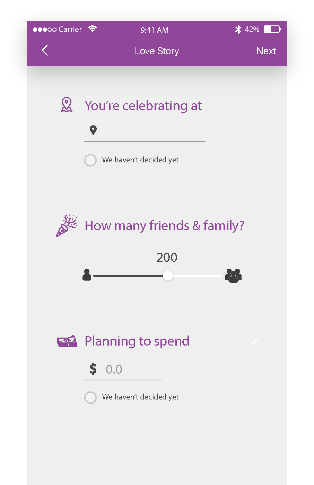 Carrier 9:41 AM 42%
Love Story Next
You're celebrating at
We haven't decided yet
How many friends & family?
200
Planning to spend
$ 0.0
We haven't decided yet